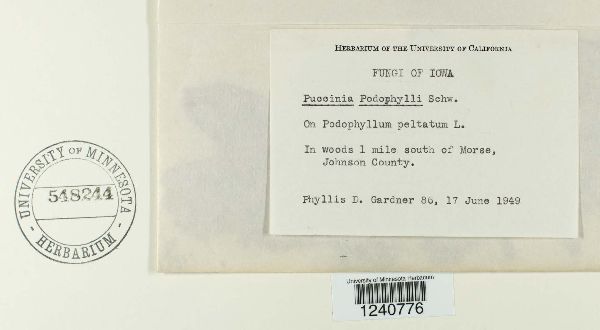 HERBARIUM OF THE UNIVERSITY OF CALIFORNIA
FUNGI OF IOWA
Puccinia Podophylli Schw.
On Podophyllum peltatum L.
In woods 1 mile south of Morse,
Johnson County.
Phyllis D. Gardner 86, 17 June 1949
UNIVERSITY OF MINNESOTA
548244
- HERBARIUM -
University of Minnesota Herbarium
1240776